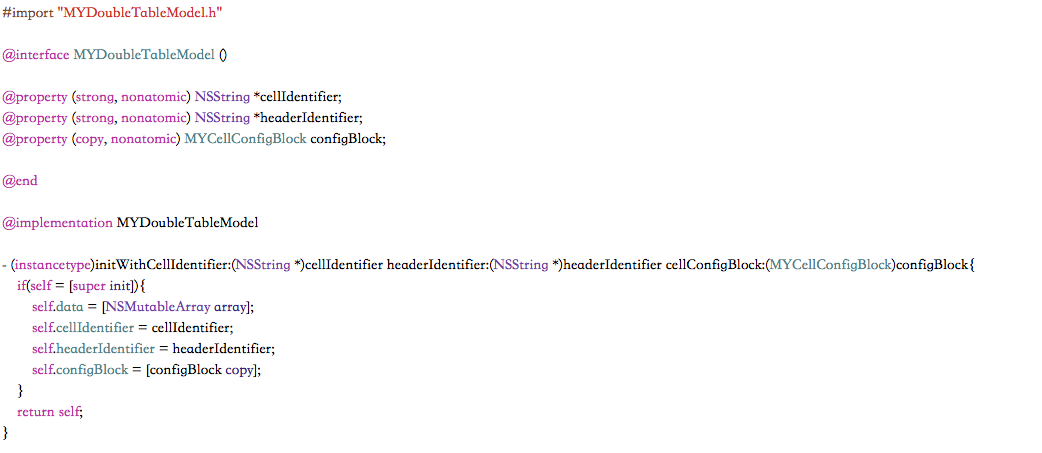 #import "MYDoubleTableModel.h"
@interface MYDoubleTableModel ()
@property (strong, nonatomic) NSString *cellIdentifier;
@property (strong, nonatomic) NSString *headerIdentifier;
@property (copy, nonatomic) MYCellConfigBlock configBlock;
@end
@implementation MYDoubleTableModel
- (instancetype)initWithCellIdentifier:(NSString *)cellIdentifier headerIdentifier:(NSString *)headerIdentifier cellConfigBlock:(MYCellConfigBlock)configBlock{
if(self = [super init]){
self.data = [NSMutableArray array];
self.cellIdentifier = cellIdentifier;
self.headerIdentifier = headerIdentifier;
self.configBlock = [configBlock copy];
}
return self;
}